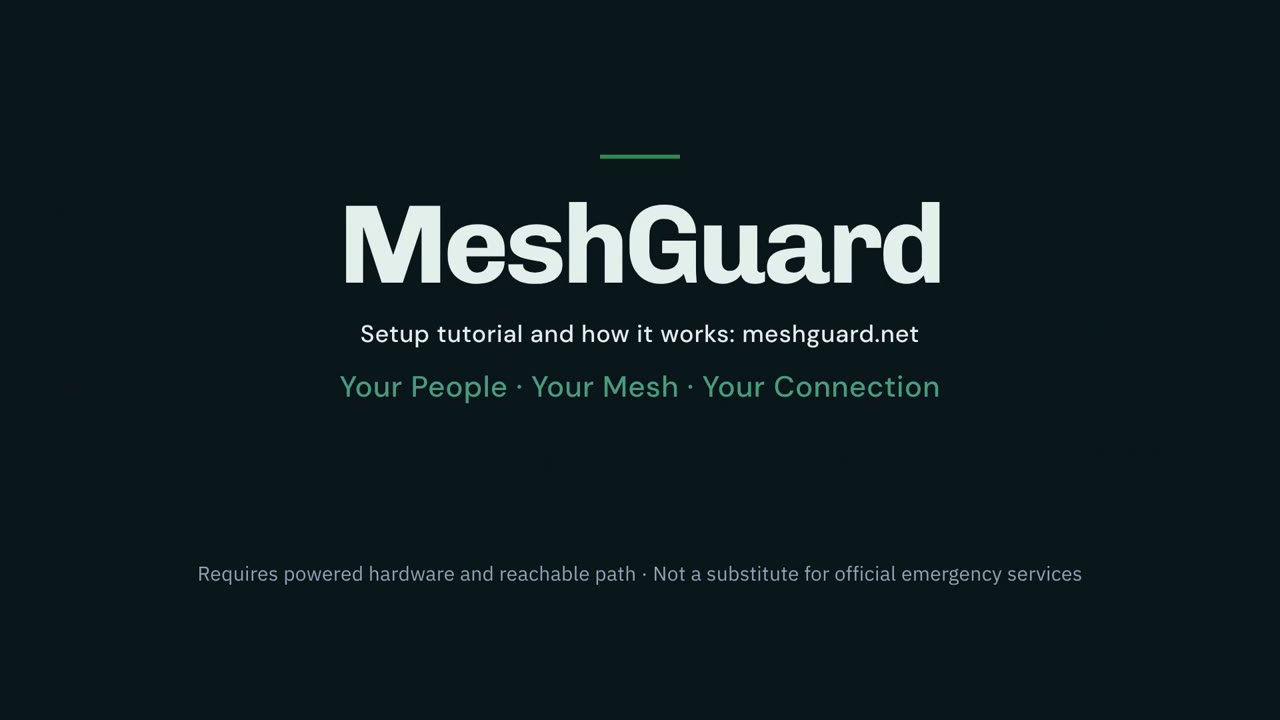 MeshGuard
Setup tutorial and how it works: meshguard.net
Your People · Your Mesh · Your Connection
Requires powered hardware and reachable path · Not a substitute for official emergency services